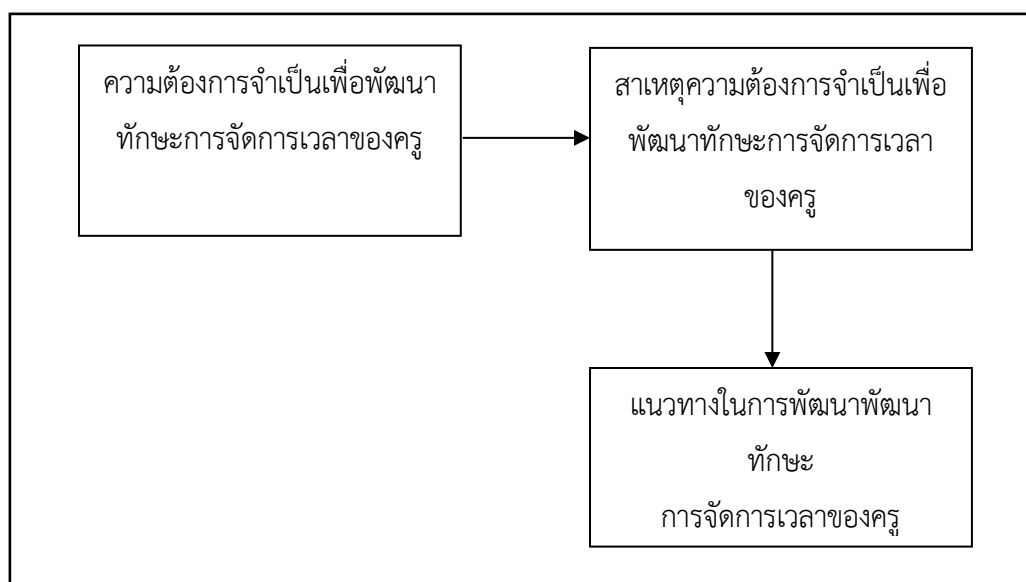 ความต้องการจำเป็นเพื่อพัฒนา
ทักษะการจัดการเวลาของครู
สาเหตุความต้องการจำเป็นเพื่อ
พัฒนาทักษะการจัดการเวลา
ของครู
แนวทางในการพัฒนาพัฒนา
ทักษะ
การจัดการเวลาของครู